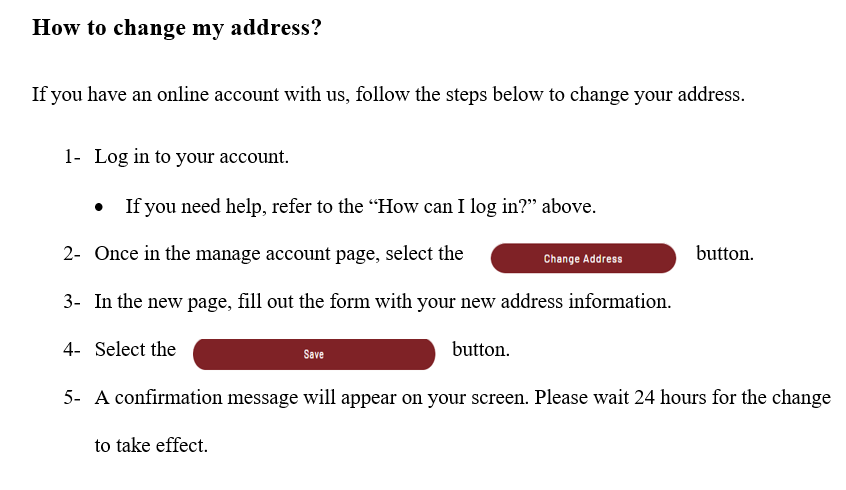 How to change my address?
If you have an online account with us, follow the steps below to change your address.
1- Log in to your account.
• If you need help, refer to the “How can I log in?” above.
2- Once in the manage account page, select the Change Address button.
3- In the new page, fill out the form with your new address information.
4- Select the Save button.
5- A confirmation message will appear on your screen. Please wait 24 hours for the change
to take effect.